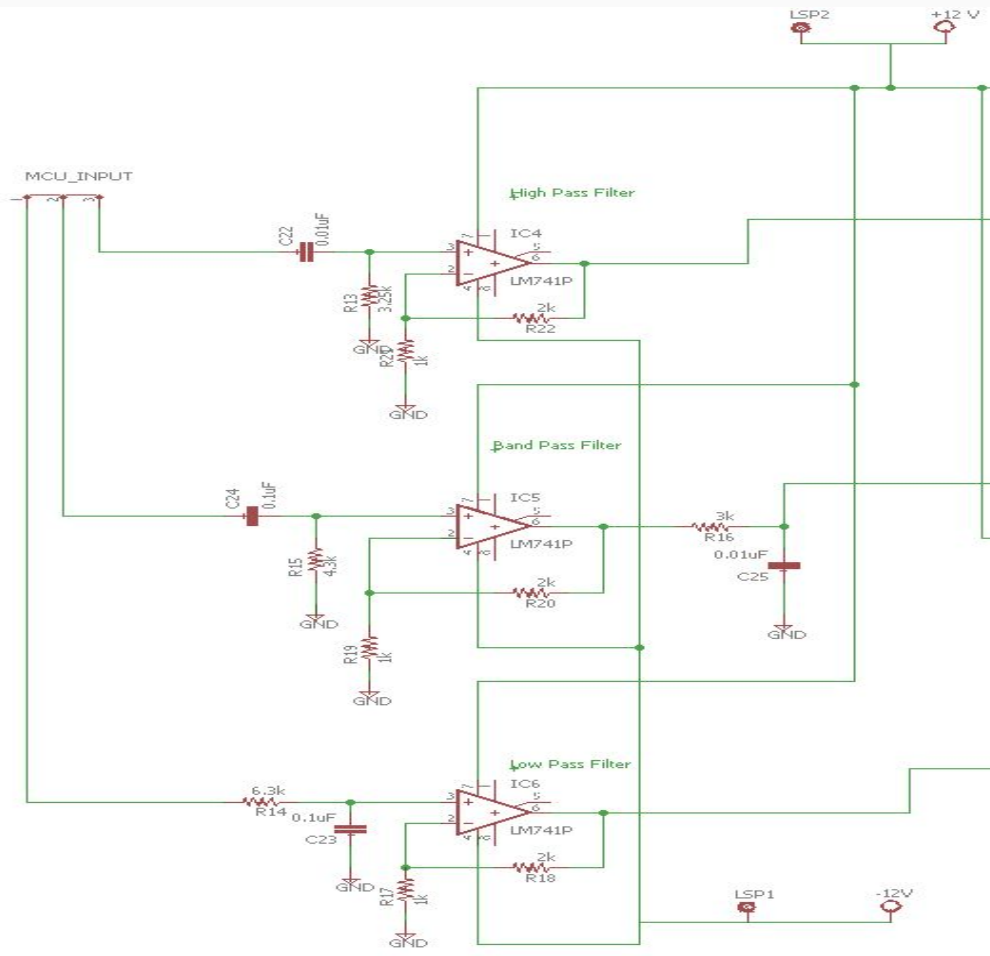 LSP2
+12 V
MCU_INPUT
1
2
3
High Pass Filter
C22
0.01uF
IC4
3
2
7
4
5
6
LM741P
R13
3.25k
GND
2k
R22
1k
GND
Band Pass Filter
C24
0.1uF
IC5
3
2
7
4
5
6
LM741P
3k
R16
0.01uF
C25
GND
R15
4.3k
GND
2k
R20
R19
1k
GND
Low Pass Filter
6.3k
R14
0.1uF
C23
GND
IC6
3
2
7
4
5
6
LM741P
2k
R18
R17
1k
GND
LSP1
-12V